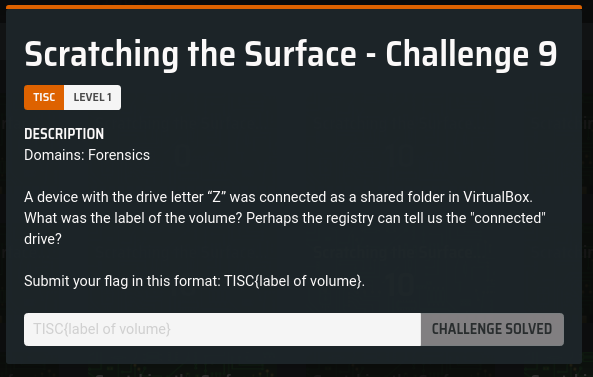 Scratching the Surface - Challenge 9
TISC LEVEL 1
DESCRIPTION
Domains: Forensics
A device with the drive letter “Z” was connected as a shared folder in VirtualBox.
What was the label of the volume? Perhaps the registry can tell us the "connected"
drive?
Submit your flag in this format: TISC{label of volume}.
TISC{label of volume} CHALLENGE SOLVED